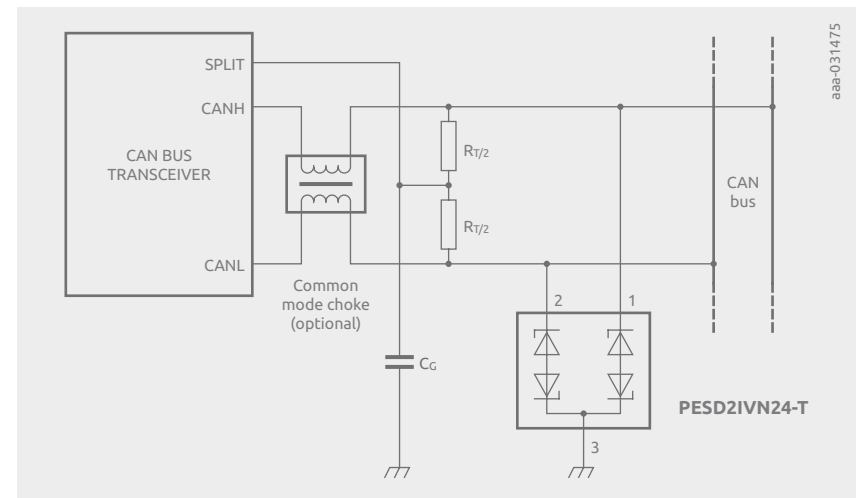 aaa-031475
SPLIT
CANH
CAN BUS
TRANSCEIVER
CANL
Common
mode choke
(optional)
RT/2
RT/2
CG
CAN
bus
2
1
PESD2IVN24-T
3